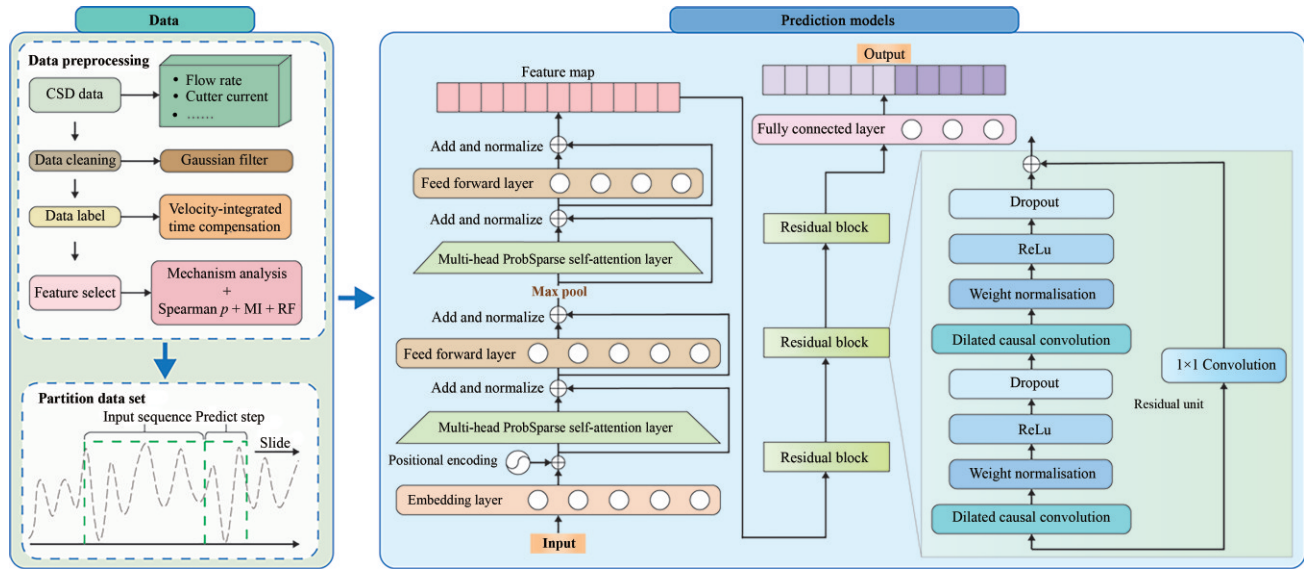 Data
Data preprocessing
CSD data
• Flow rate
• Cutter current
• ......
Data cleaning
Gaussian filter
Data label
Velocity-integrated
time compensation
Feature select
Mechanism analysis
+
Spearman p + MI + RF
Partition data set
Input sequence Predict step
Slide
Prediction models
Feature map
Add and normalize
Feed forward layer
Add and normalize
Multi-head ProbSparse self-attention layer
Max pool
Add and normalize
Feed forward layer
Add and normalize
Multi-head ProbSparse self-attention layer
Positional encoding
Embedding layer
Input
Output
Fully connected layer
Residual block
Residual block
Residual block
Dropout
ReLu
Weight normalisation
Dilated causal convolution
Dropout
ReLu
Weight normalisation
Dilated causal convolution
1×1 Convolution
Residual unit